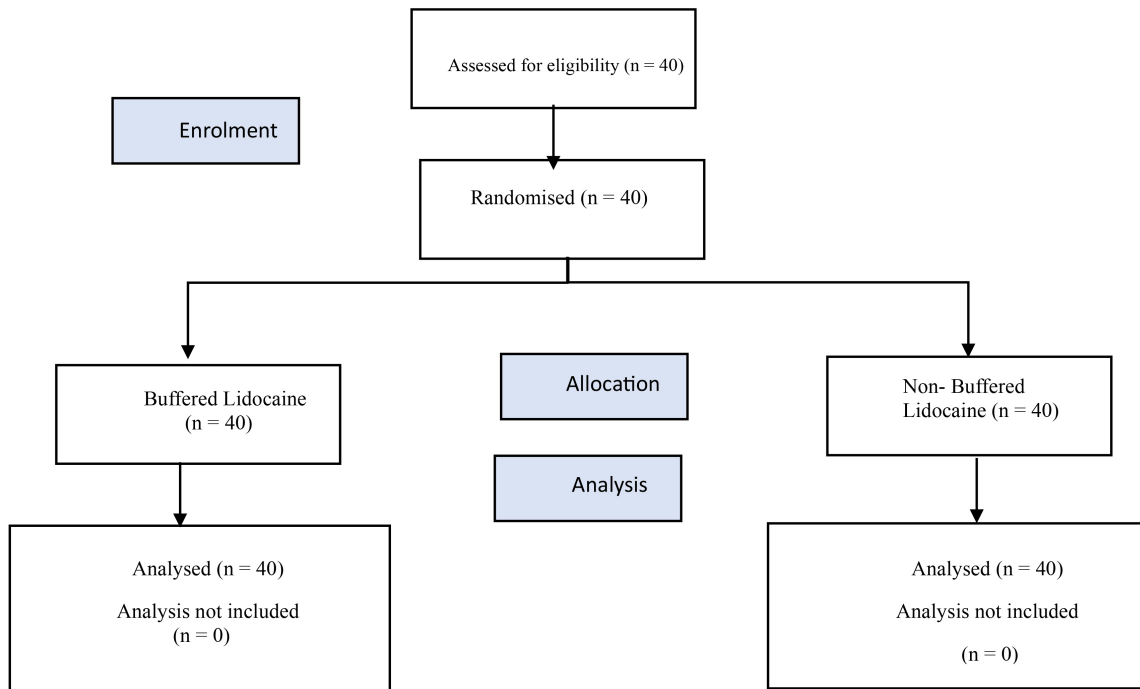 Assessed for eligibility (n = 40)
Enrolment
Randomised (n = 40)
Buffered Lidocaine
(n = 40)
Allocation
Non- Buffered
Lidocaine (n = 40)
Analysis
Analysed (n = 40)
Analysis not included
(n = 0)
Analysed (n = 40)
Analysis not included
(n = 0)